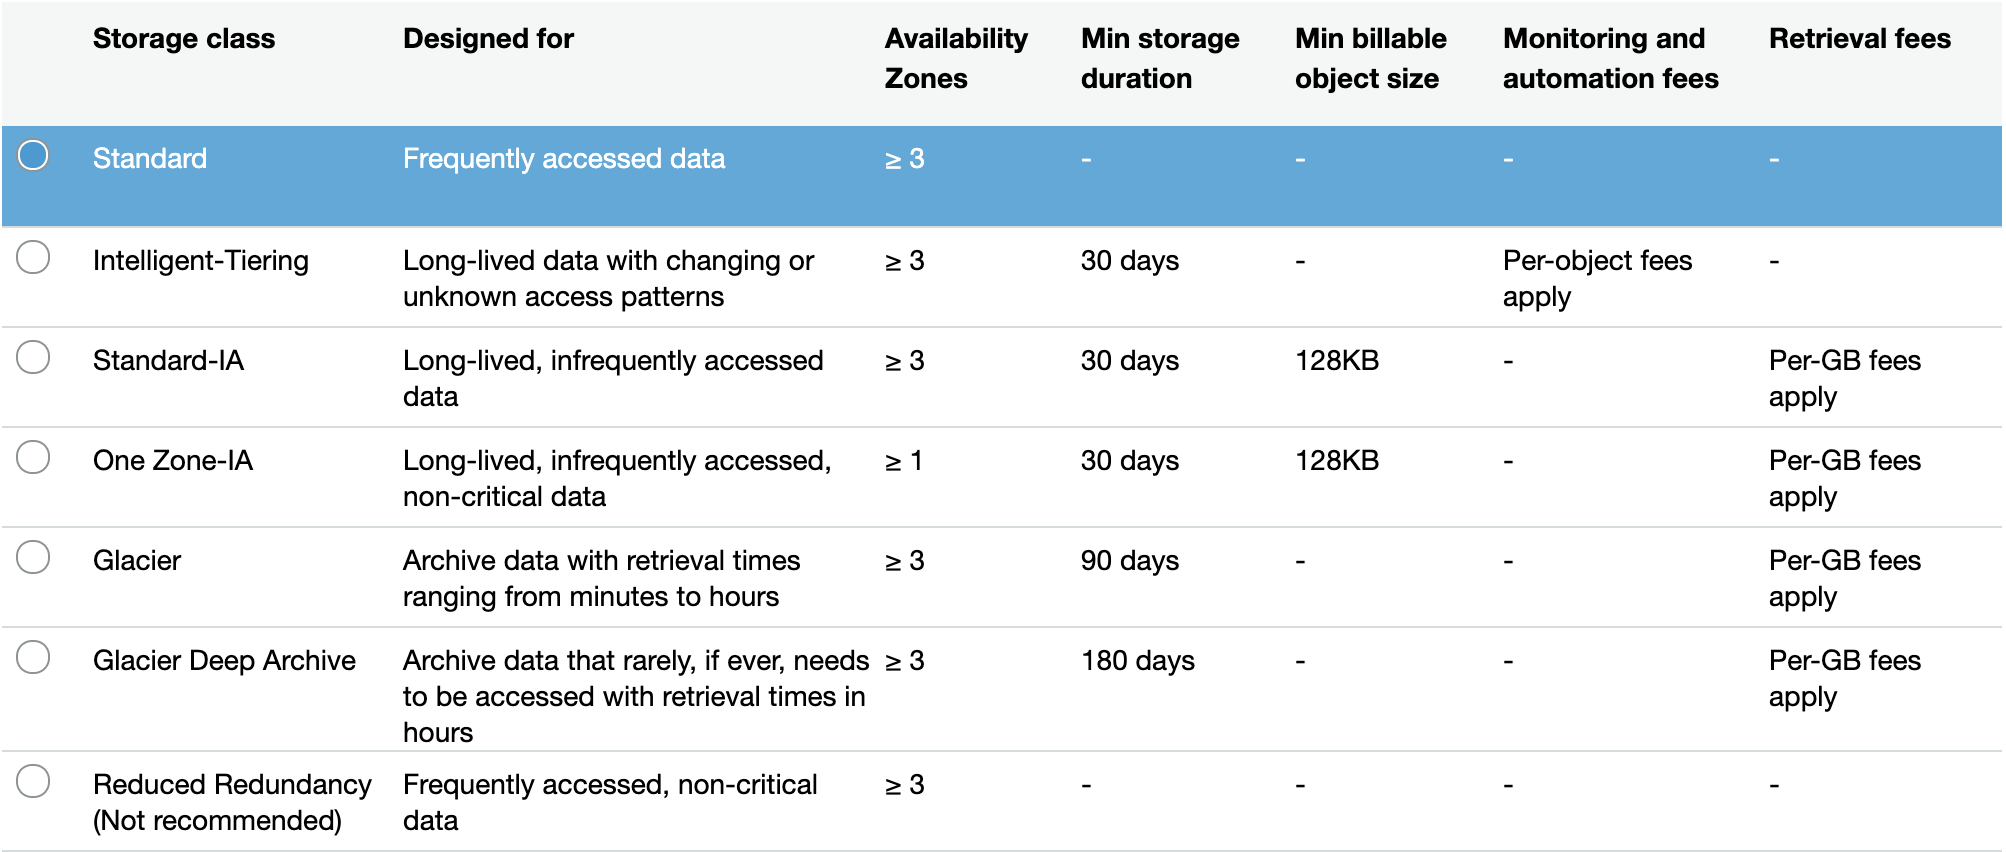 Storage class Designed for Availability Zones Min storage duration Min billable object size Monitoring and automation fees Retrieval fees
Standard Frequently accessed data ≥ 3 - - - -
Intelligent-Tiering Long-lived data with changing or unknown access patterns ≥ 3 30 days - Per-object fees apply -
Standard-IA Long-lived, infrequently accessed data ≥ 3 30 days 128KB - Per-GB fees apply
One Zone-IA Long-lived, infrequently accessed, non-critical data ≥ 1 30 days 128KB - Per-GB fees apply
Glacier Archive data with retrieval times ranging from minutes to hours ≥ 3 90 days - - Per-GB fees apply
Glacier Deep Archive Archive data that rarely, if ever, needs to be accessed with retrieval times in hours ≥ 3 180 days - - Per-GB fees apply
Reduced Redundancy (Not recommended) Frequently accessed, non-critical data ≥ 3 - - - -